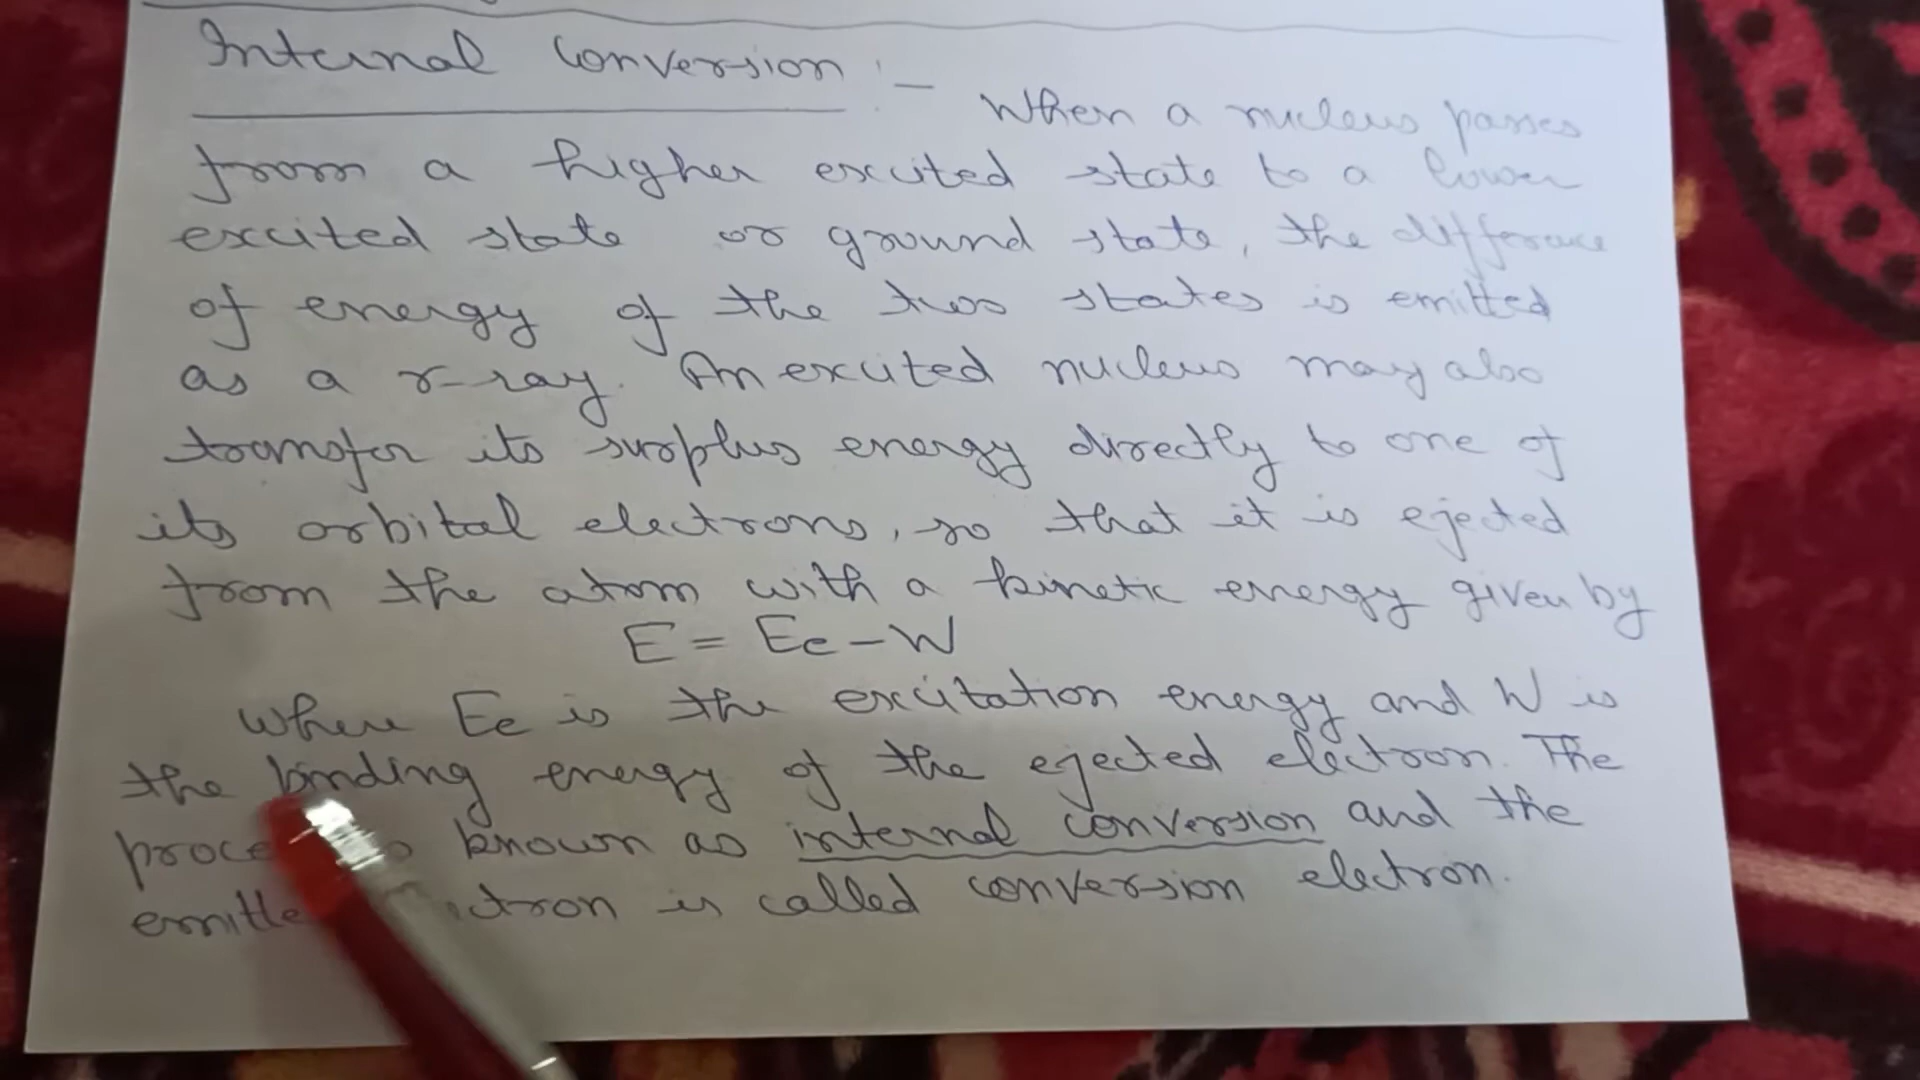 Internal conversion :-
When a nucleus passes
from a higher excited state to a lower
excited state or ground state, the difference
of energy of the two states is emitted
as a γ-ray. An excited nucleus may also
transfer its surplus energy directly to one of
its orbital electrons, so that it is ejected
from the atom with a kinetic energy given by
E = Ee - W
where Ee is the excitation energy and W is
the binding energy of the ejected electron. The
known as internal conversion and the
is called conversion electron.